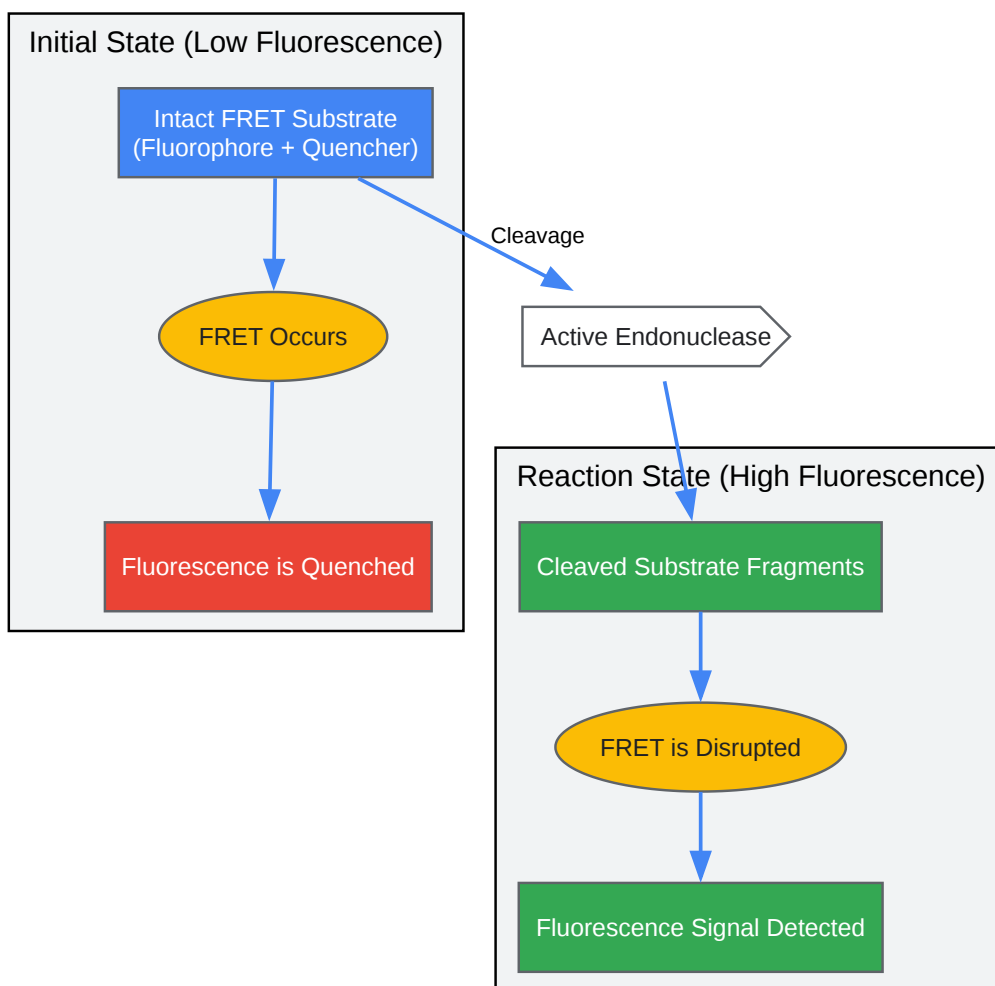 Initial State (Low Fluorescence)
Intact FRET Substrate
(Fluorophore + Quencher)
Cleavage
FRET Occurs
Active Endonuclease
Reaction State (High Fluorescence)
Fluorescence is Quenched
Cleaved Substrate Fragments
FRET is Disrupted
Fluorescence Signal Detected